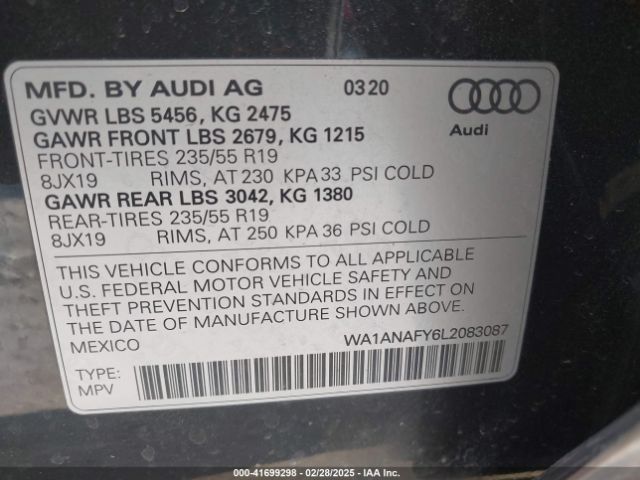 MFD. BY AUDI AG 0320
GVWR LBS 5456, KG 2475
GAWR FRONT LBS 2679, KG 1215
FRONT-TIRES 235/55 R19
8JX19 RIMS, AT 230 KPA 33 PSI COLD
GAWR REAR LBS 3042, KG 1380
REAR-TIRES 235/55 R19
8JX19 RIMS, AT 250 KPA 36 PSI COLD
Audi
THIS VEHICLE CONFORMS TO ALL APPLICABLE
U.S. FEDERAL MOTOR VEHICLE SAFETY AND
THEFT PREVENTION STANDARDS IN EFFECT ON
THE DATE OF MANUFACTURE SHOWN ABOVE.
MEXICO WA1ANAFY6L2083087
TYPE:
MPV
000-41699298 - 02/28/2025 - IAA Inc.